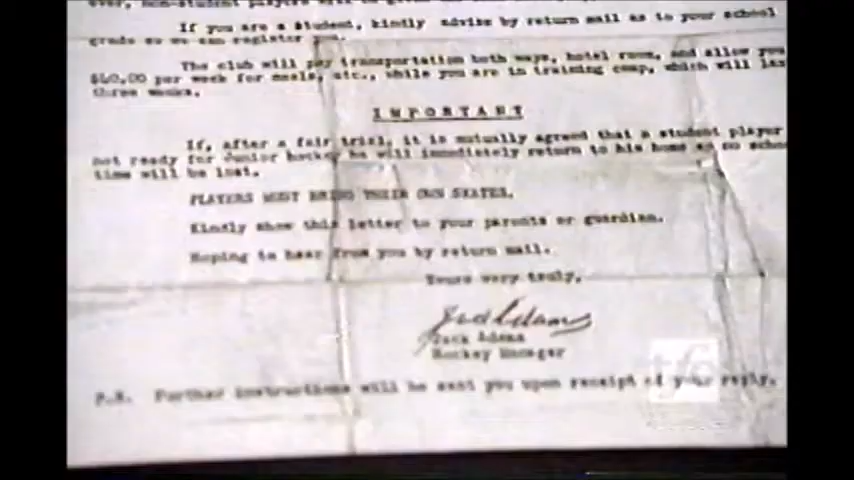 If you are a student, kindly advise by return mail as to your school
grade so we can register you.
The club will pay transportation both ways, hotel room, and allow you
$40.00 per week for meals, etc., while you are in training camp, which will
three weeks.
IMPORTANT
If, after a fair trial, it is mutually agreed that a student player
not ready for Junior hockey he will immediately return to his home so no
time will be lost.
PLAYERS MUST BRING THEIR OWN SKATES.
Kindly show this letter to your parents or guardian.
Hoping to hear from you by return mail.
Yours very truly,
Jack Adams
Jack Adams
Hockey Manager
P.S. Further instructions will be sent you upon receipt of your reply.